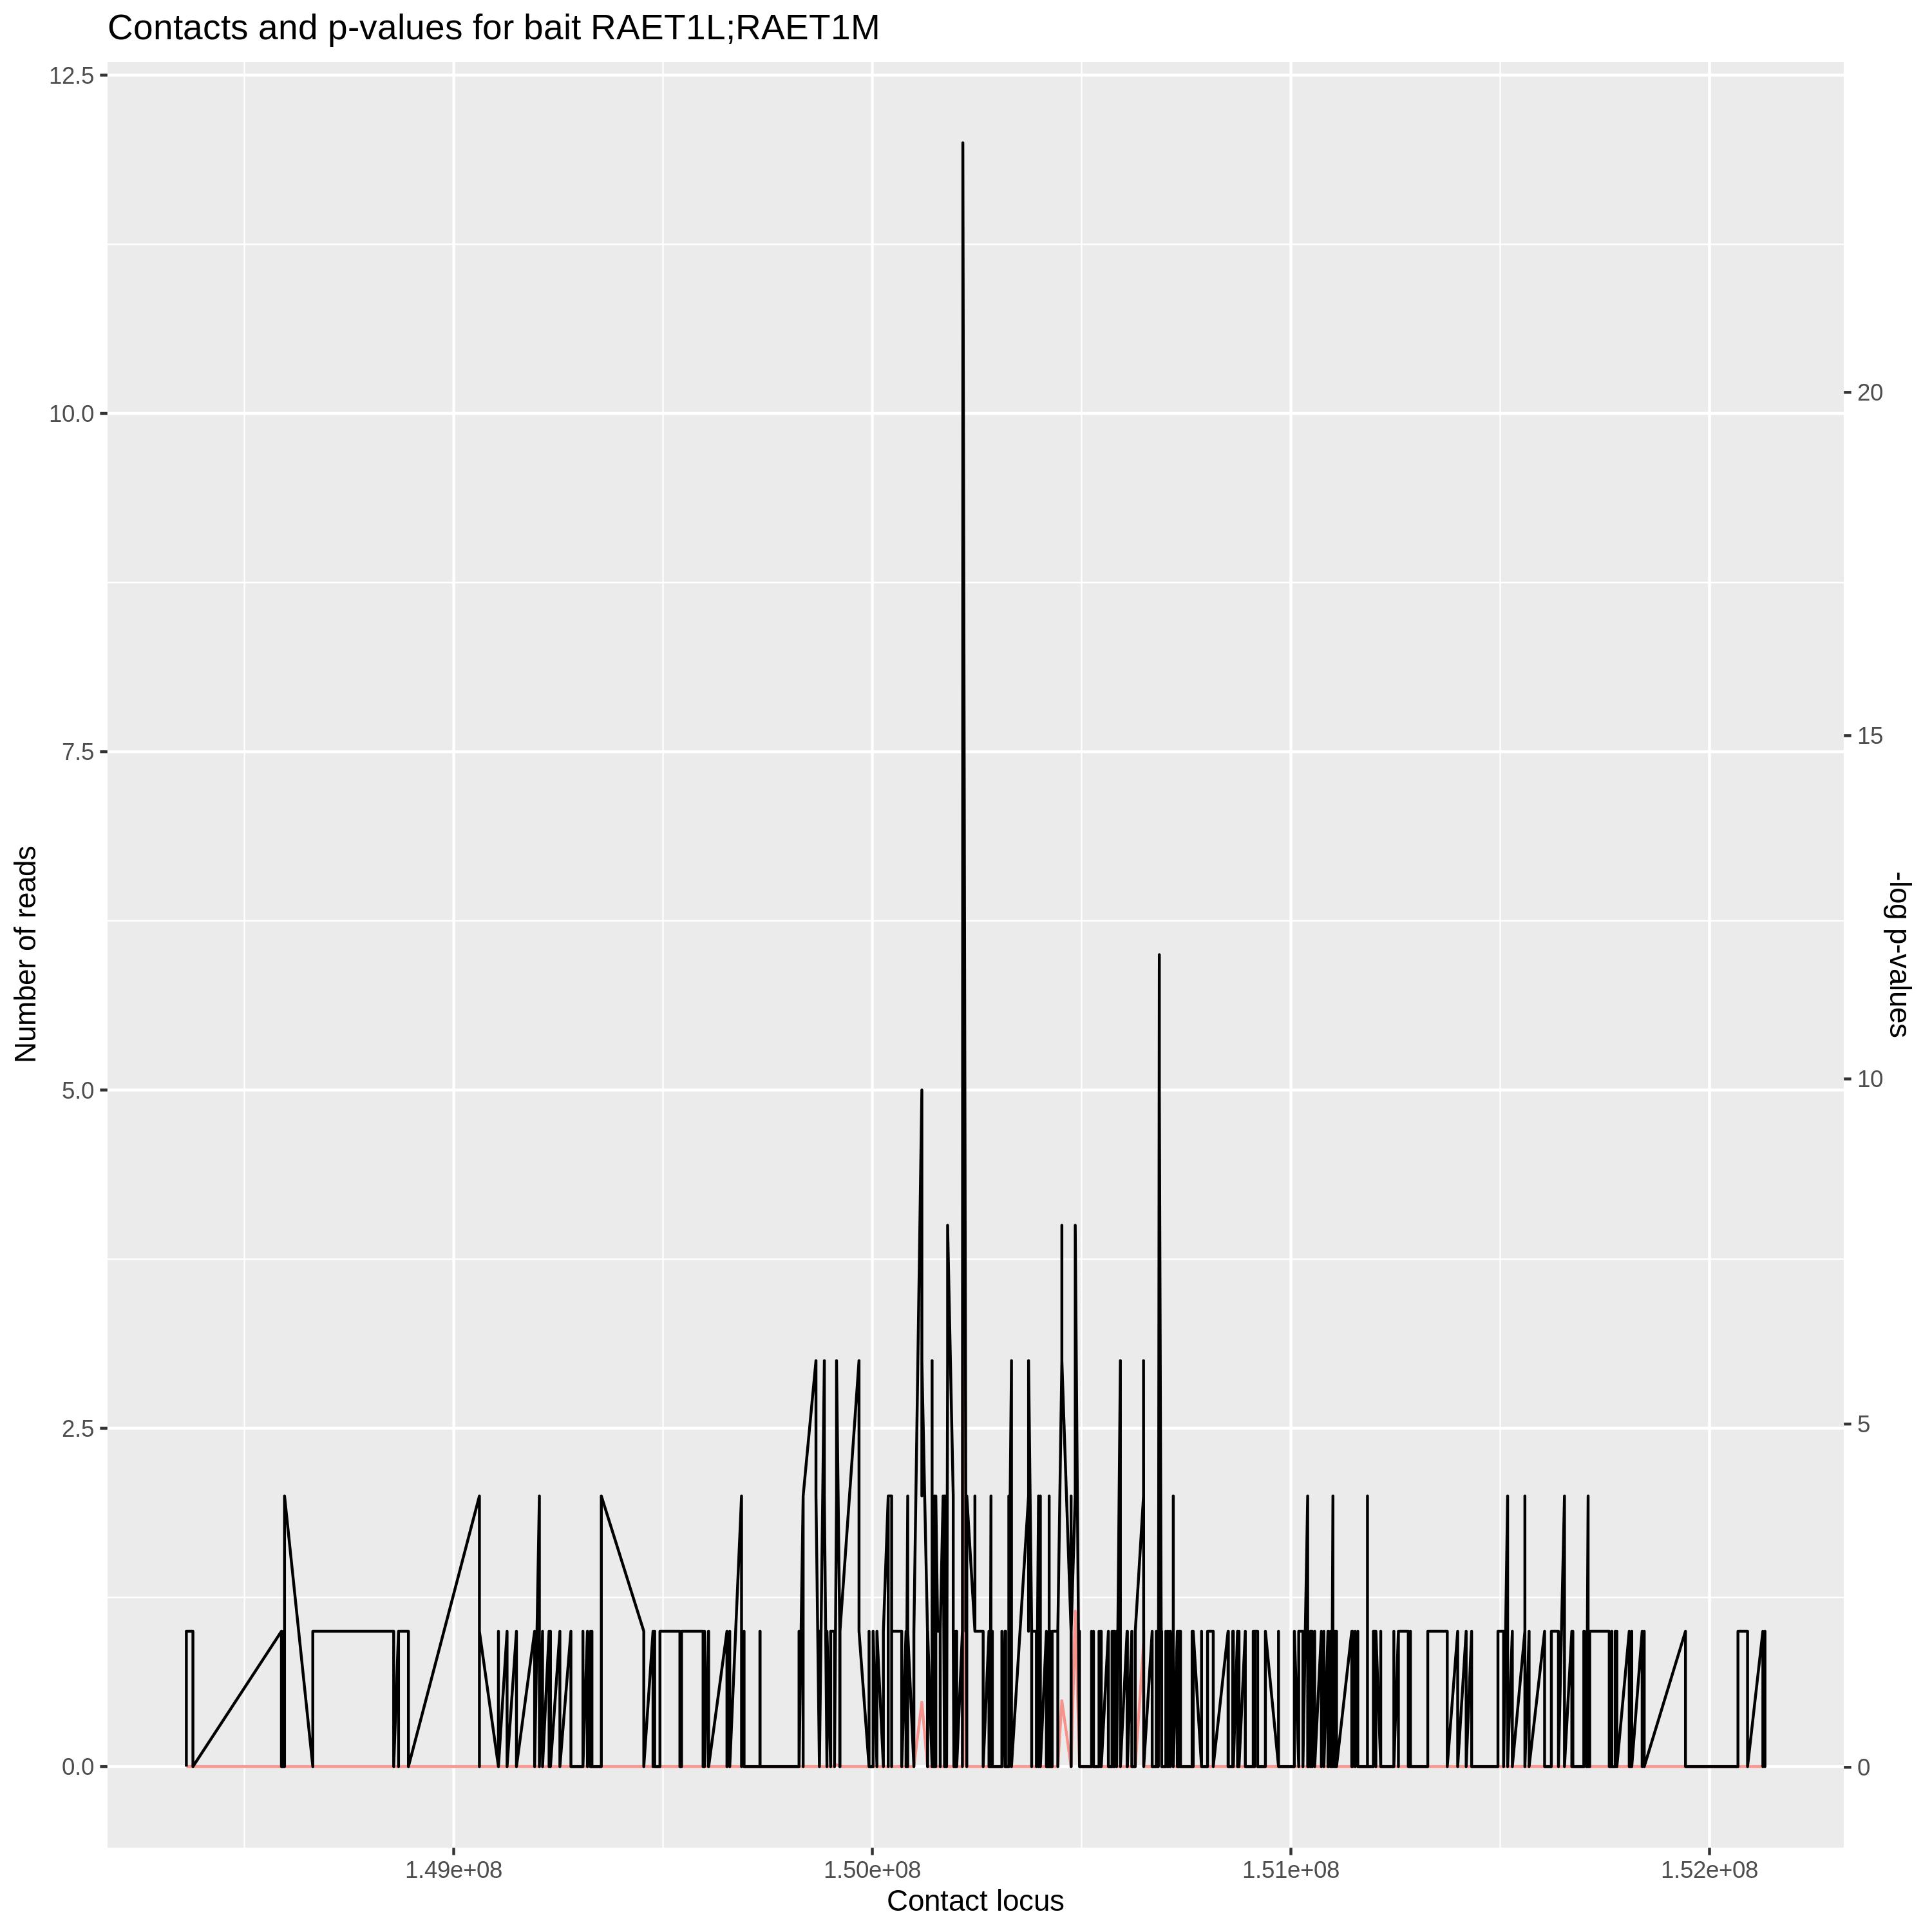 Contacts and p-values for bait RAET1L;RAET1M
12.5
10.0
7.5
5.0
2.5
0.0
Number of reads
20
15
10
5
0
-log p-values
1.49e+08
1.50e+08
1.51e+08
1.52e+08
Contact locus